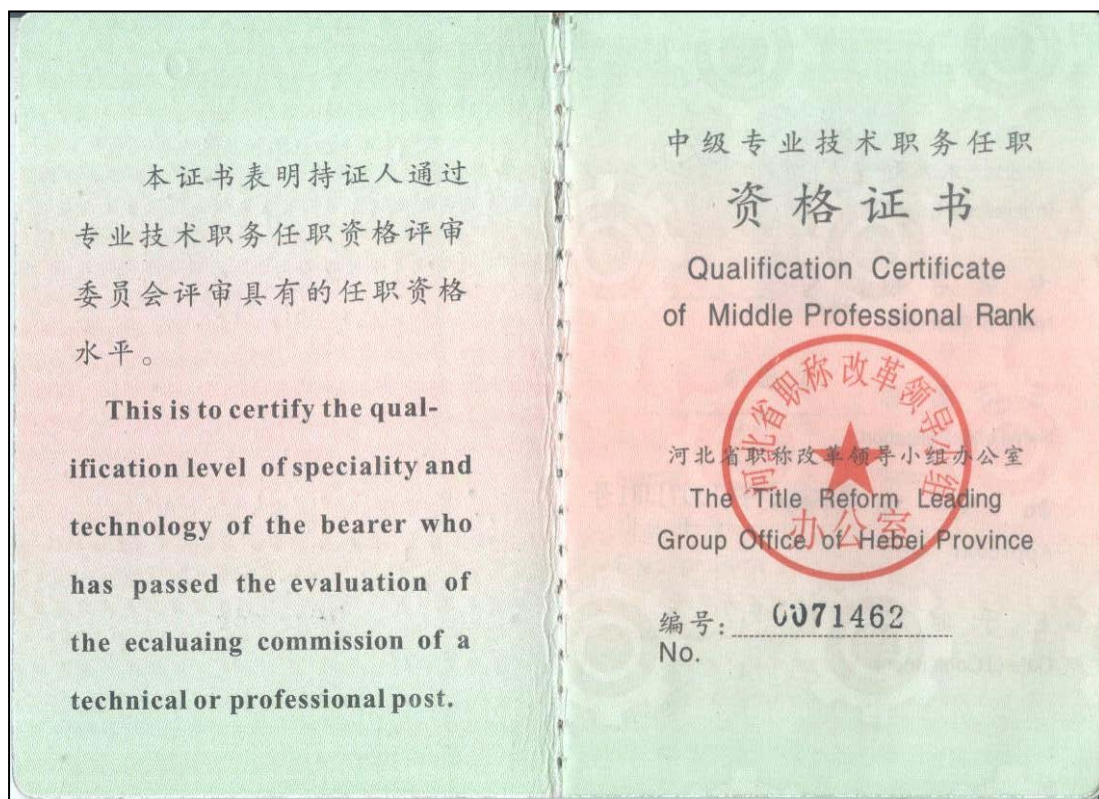 本证书表明持证人通过
专业技术职务任职资格评审
委员会评审具有的任职资格
水平。
This is to certify the qual-
ification level of speciality and
technology of the bearer who
has passed the evaluation of
the ecaluaing commission of a
technical or professional post.
中级专业技术职务任职
资格证书
Qualification Certificate
of Middle Professional Rank
河北省职称改革领导小组
河北省职称改革领导小组办公室
The Title Reform Leading
Group Office of Hebei Province
办公室
编号: 0071462
No.